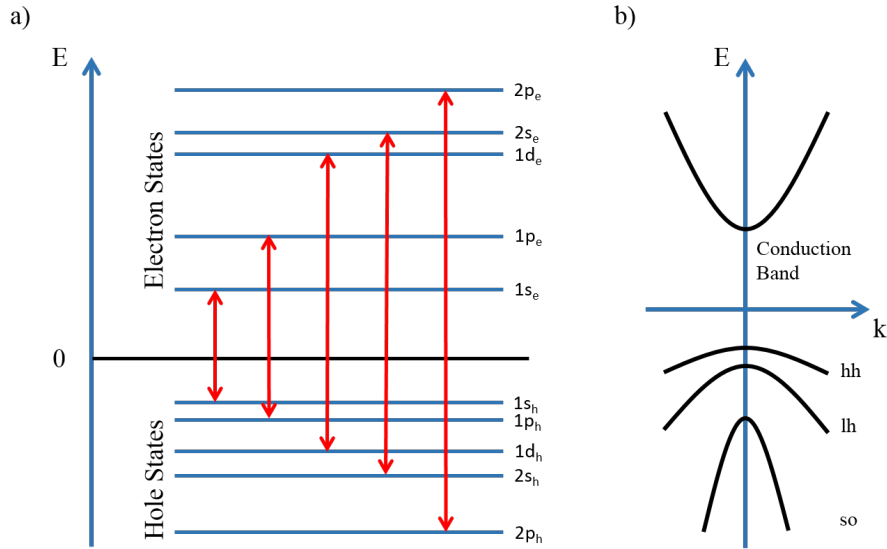 a)
E
Electron States
Hole States
0
2pₑ
2sₑ
1dₑ
1pₑ
1sₑ
1sₕ
1pₕ
1dₕ
2sₕ
2pₕ
b)
E
Conduction
Band
k
hh
lh
so